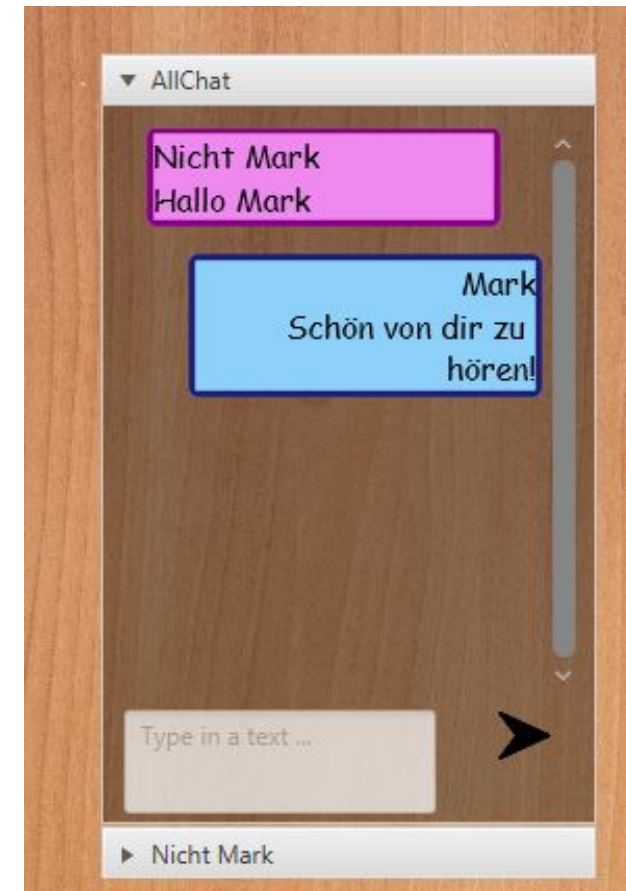 AllChat
Nicht Mark
Hallo Mark
Mark
Schön von dir zu
hören!
Type in a text ...
Nicht Mark